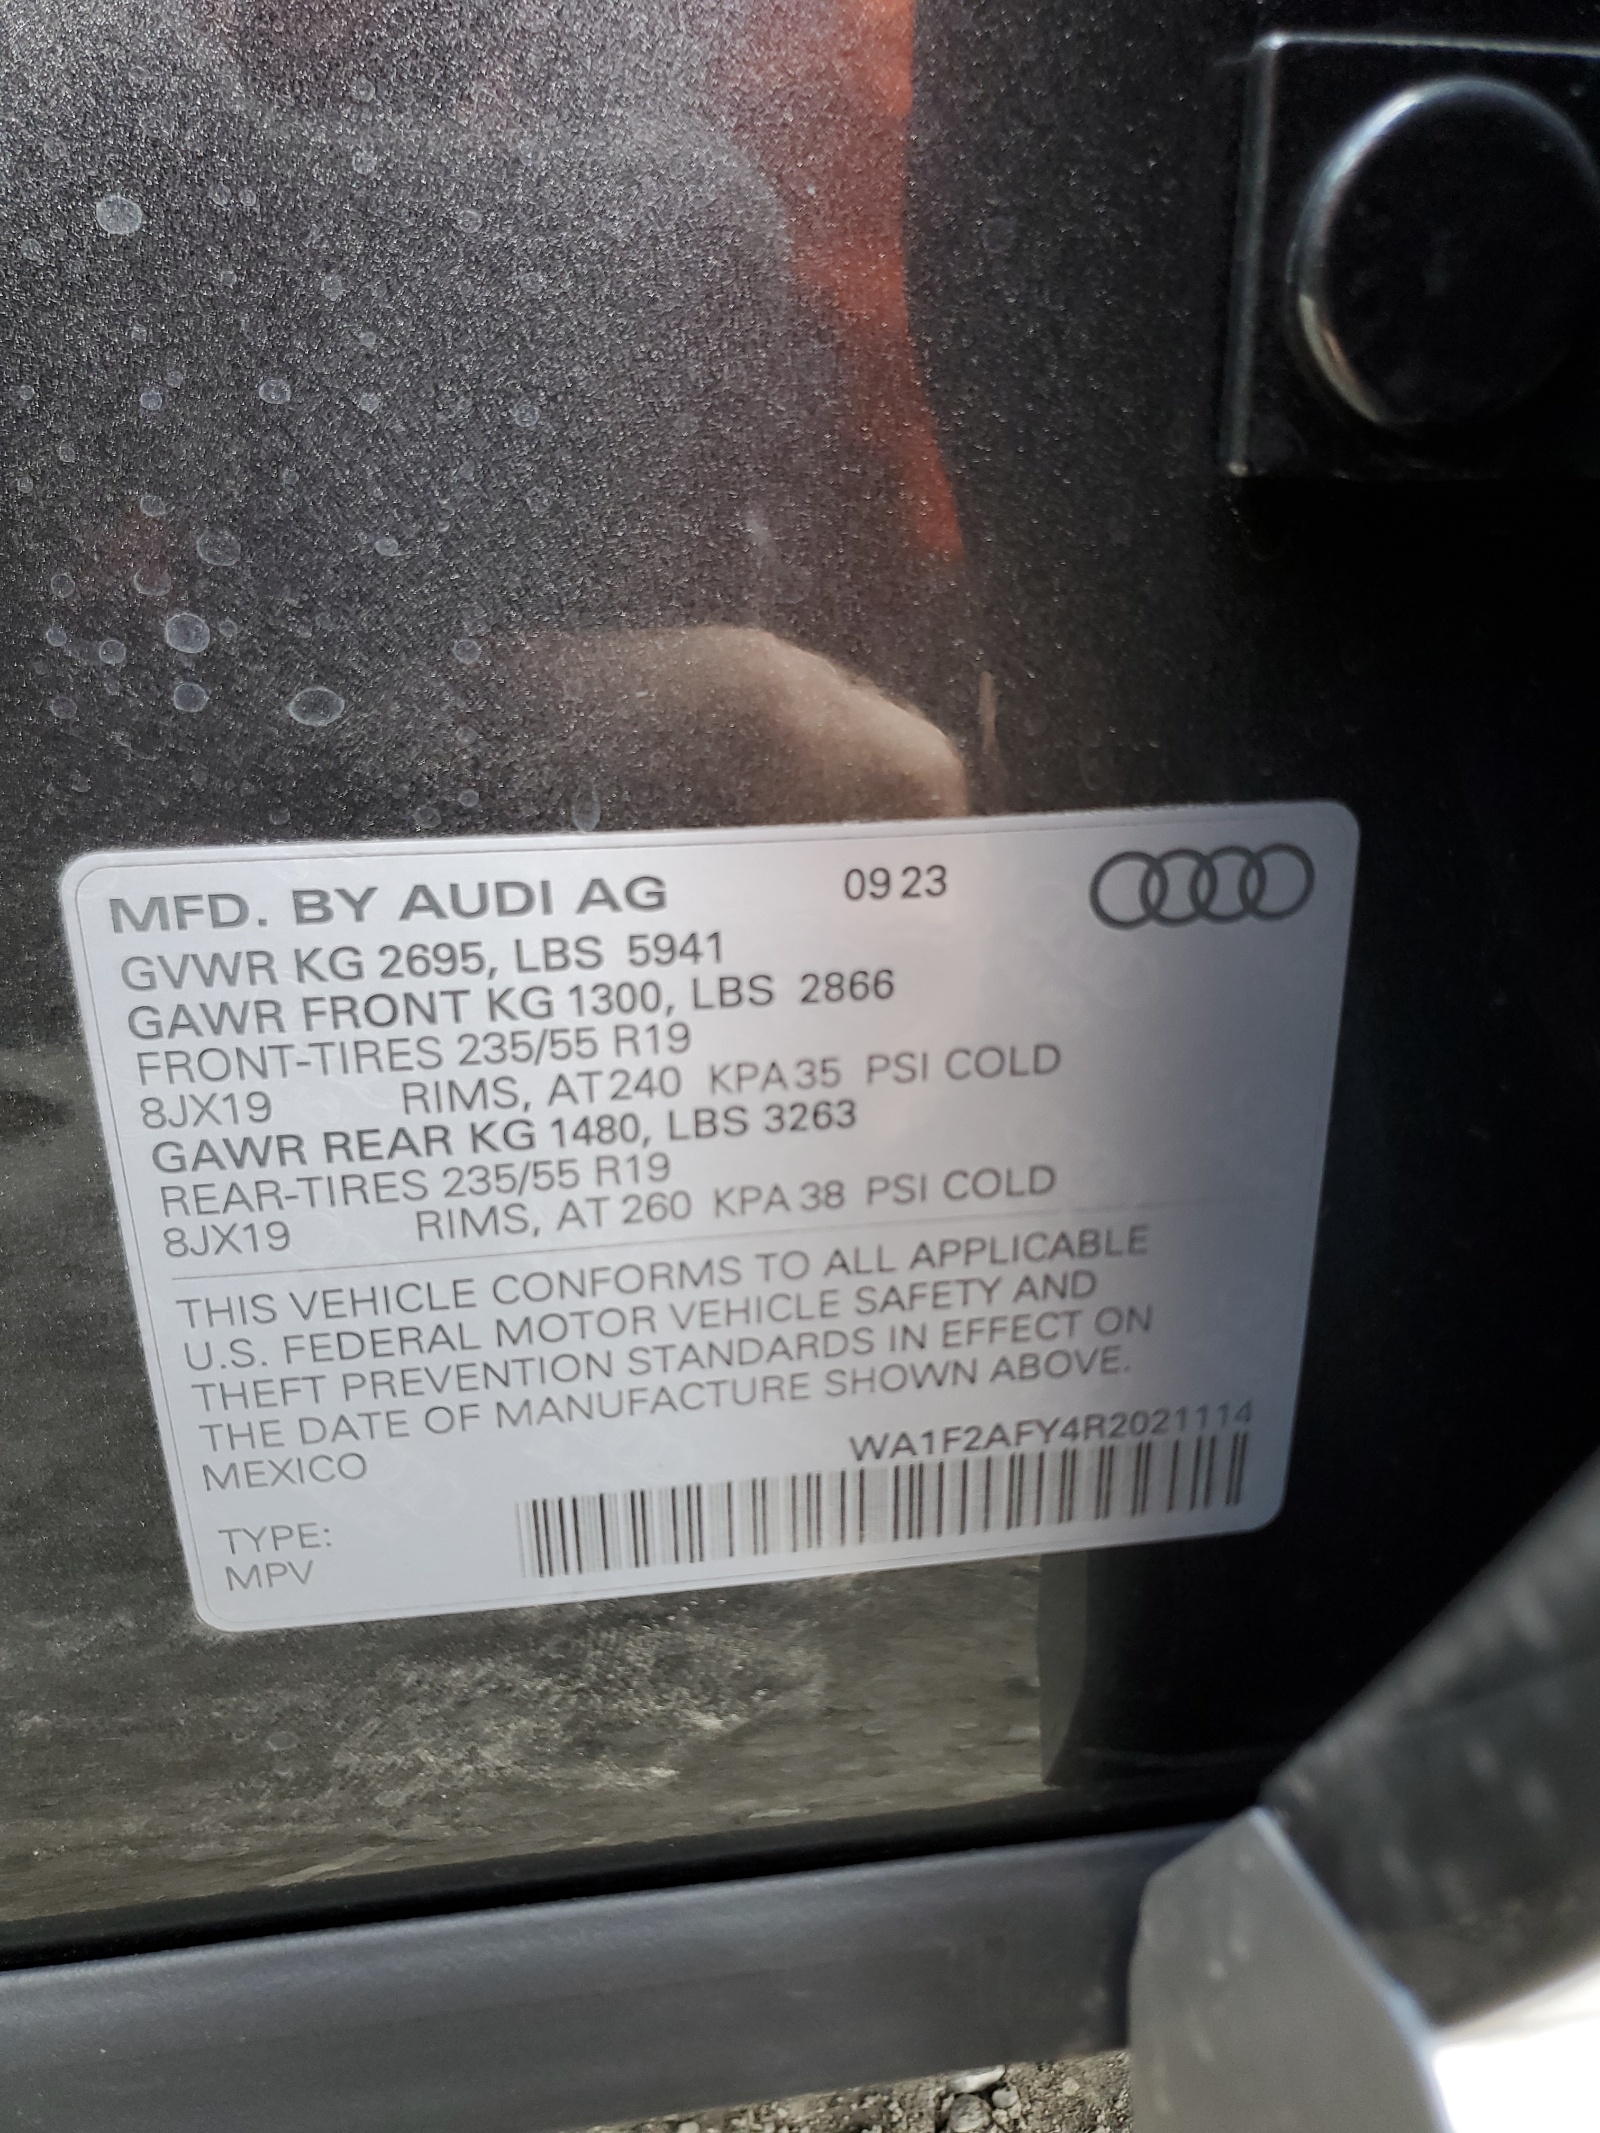 MFD. BY AUDI AG 09 23
GVWR KG 2695, LBS 5941
GAWR FRONT KG 1300, LBS 2866
FRONT-TIRES 235/55 R19
8JX19 RIMS, AT 240 KPA 35 PSI COLD
GAWR REAR KG 1480, LBS 3263
REAR-TIRES 235/55 R19
8JX19 RIMS, AT 260 KPA 38 PSI COLD
THIS VEHICLE CONFORMS TO ALL APPLICABLE
U.S. FEDERAL MOTOR VEHICLE SAFETY AND
THEFT PREVENTION STANDARDS IN EFFECT ON
THE DATE OF MANUFACTURE SHOWN ABOVE.
MEXICO WA1F2AFY4R2021114
TYPE:
MPV